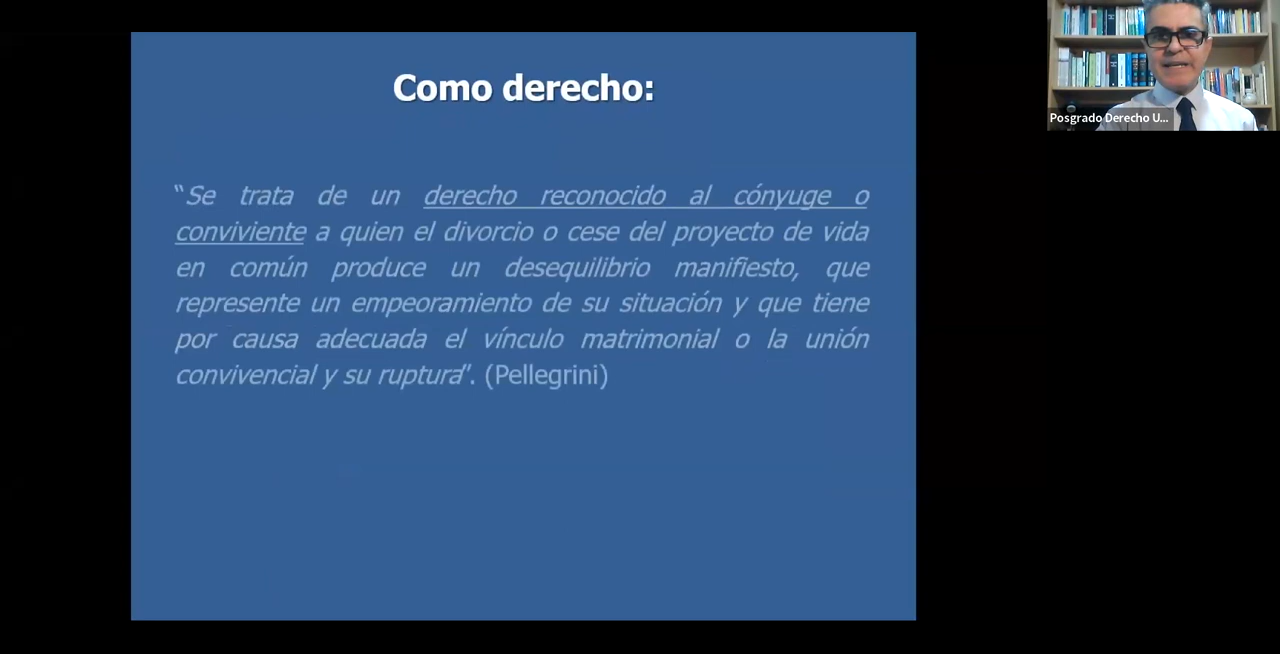 Como derecho:
“Se trata de un derecho reconocido al cónyuge o
conviviente a quien el divorcio o cese del proyecto de vida
en común produce un desequilibrio manifiesto, que
represente un empeoramiento de su situación y que tiene
por causa adecuada el vínculo matrimonial o la unión
convivencial y su ruptura”. (Pellegrini)
Posgrado Derecho U...